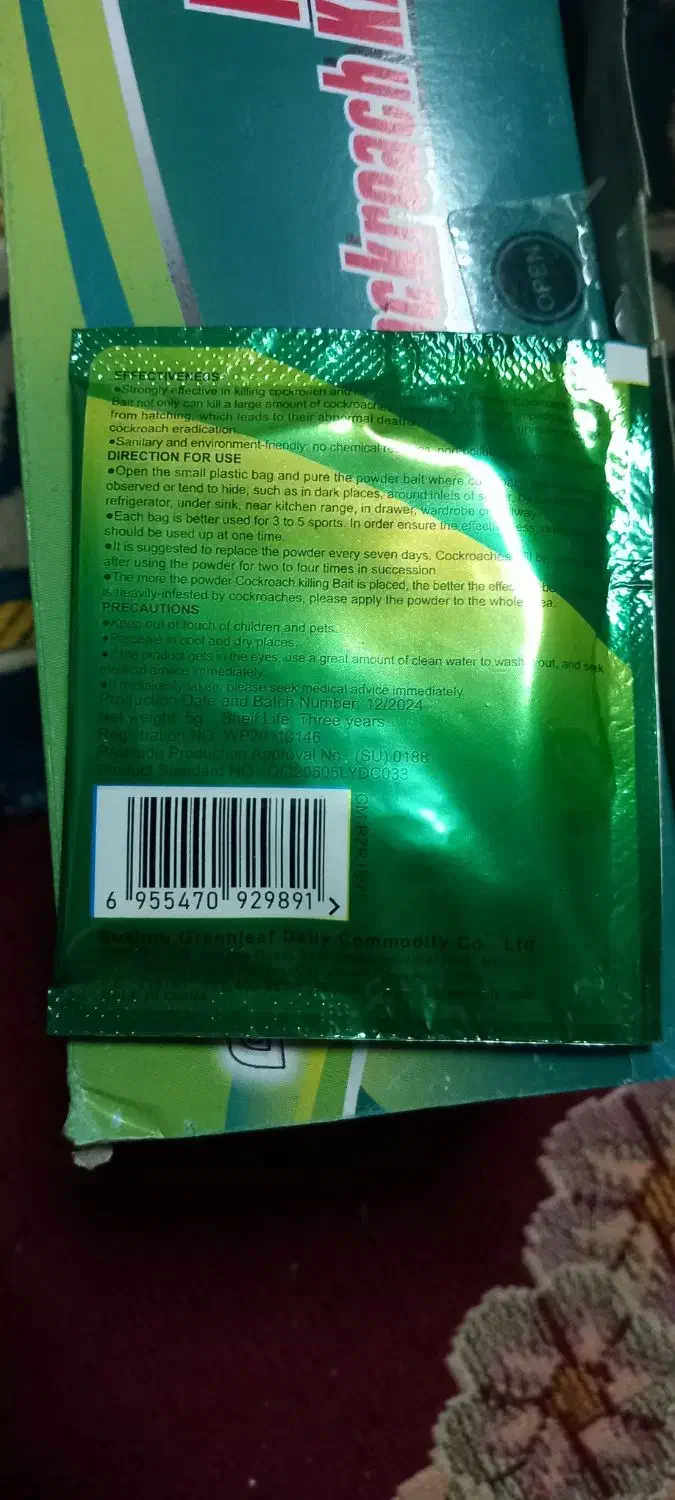 OPEN
EFFECTIVENESS
●Strongly effective in killing cockroach and
Bait not only can kill a large amount of cockroache
from hatching, which leads to their abnormal death
cockroach eradication.
●Sanitary and environment-friendly: no chemical
DIRECTION FOR USE
●Open the small plastic bag and pure the powder bait where
observed or tend to hide, such as in dark places, around inlets of
refrigerator, under sink, near kitchen range, in drawer, wardrobe or
●Each bag is better used for 3 to 5 sports. In order ensure the
should be used up at one time.
●It is suggested to replace the powder every seven days. Cockroaches
after using the powder for two to four times in succession.
●The more the powder Cockroach killing Bait is placed, the better the
is heavily-infested by cockroaches, please apply the powder to the whole
PRECAUTIONS
●Keep out of touch of children and pets.
●Perceive in cool and dry places.
●If the product gets in the eyes, use a great amount of clean water to wash out, and seek
medical advice immediately.
●If mistakenly taken, please seek medical advice immediately.
Production Date and Batch Number: 12/2024
Net weight: 5g Shelf Life: Three years
Registration NO.
Pesticide Production Approval No.: (SU) 0188
Product Standard NO.: Q/320505LYDC033
6 955470 929891 >
Suzhou Greenleaf Daily Commodity Co., Ltd
MADE IN CHINA